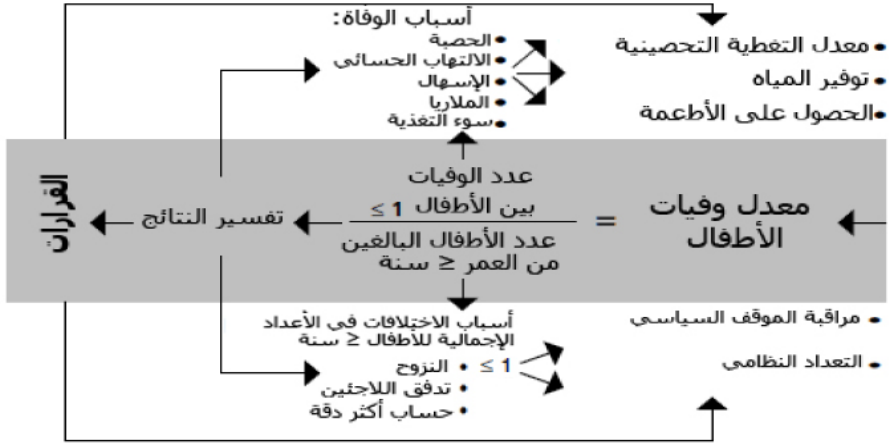 أسباب الوفاة:
•الحصبة
•الالتهاب الحسائي
•الإسهال
•الملاريا
•سوء التغذية
•معدل التغطية التحصينية
•توفير المياه
•الحصول على الأطعمة
معدل وفيات
الأطفال
=
عدد الوفيات
بين الأطفال 1 ≥
عدد الأطفال البالغين
من العمر ≤ سنة
تفسير النتائج
القرارات
أسباب الاختلافات في الأعداد
الإجمالية للأطفال ≤ سنة
1 ≥
• النزوح
• تدفق اللاجئين
• حساب أكثر دقة
• مراقبة الموقف السياسي
• التعداد النظامي